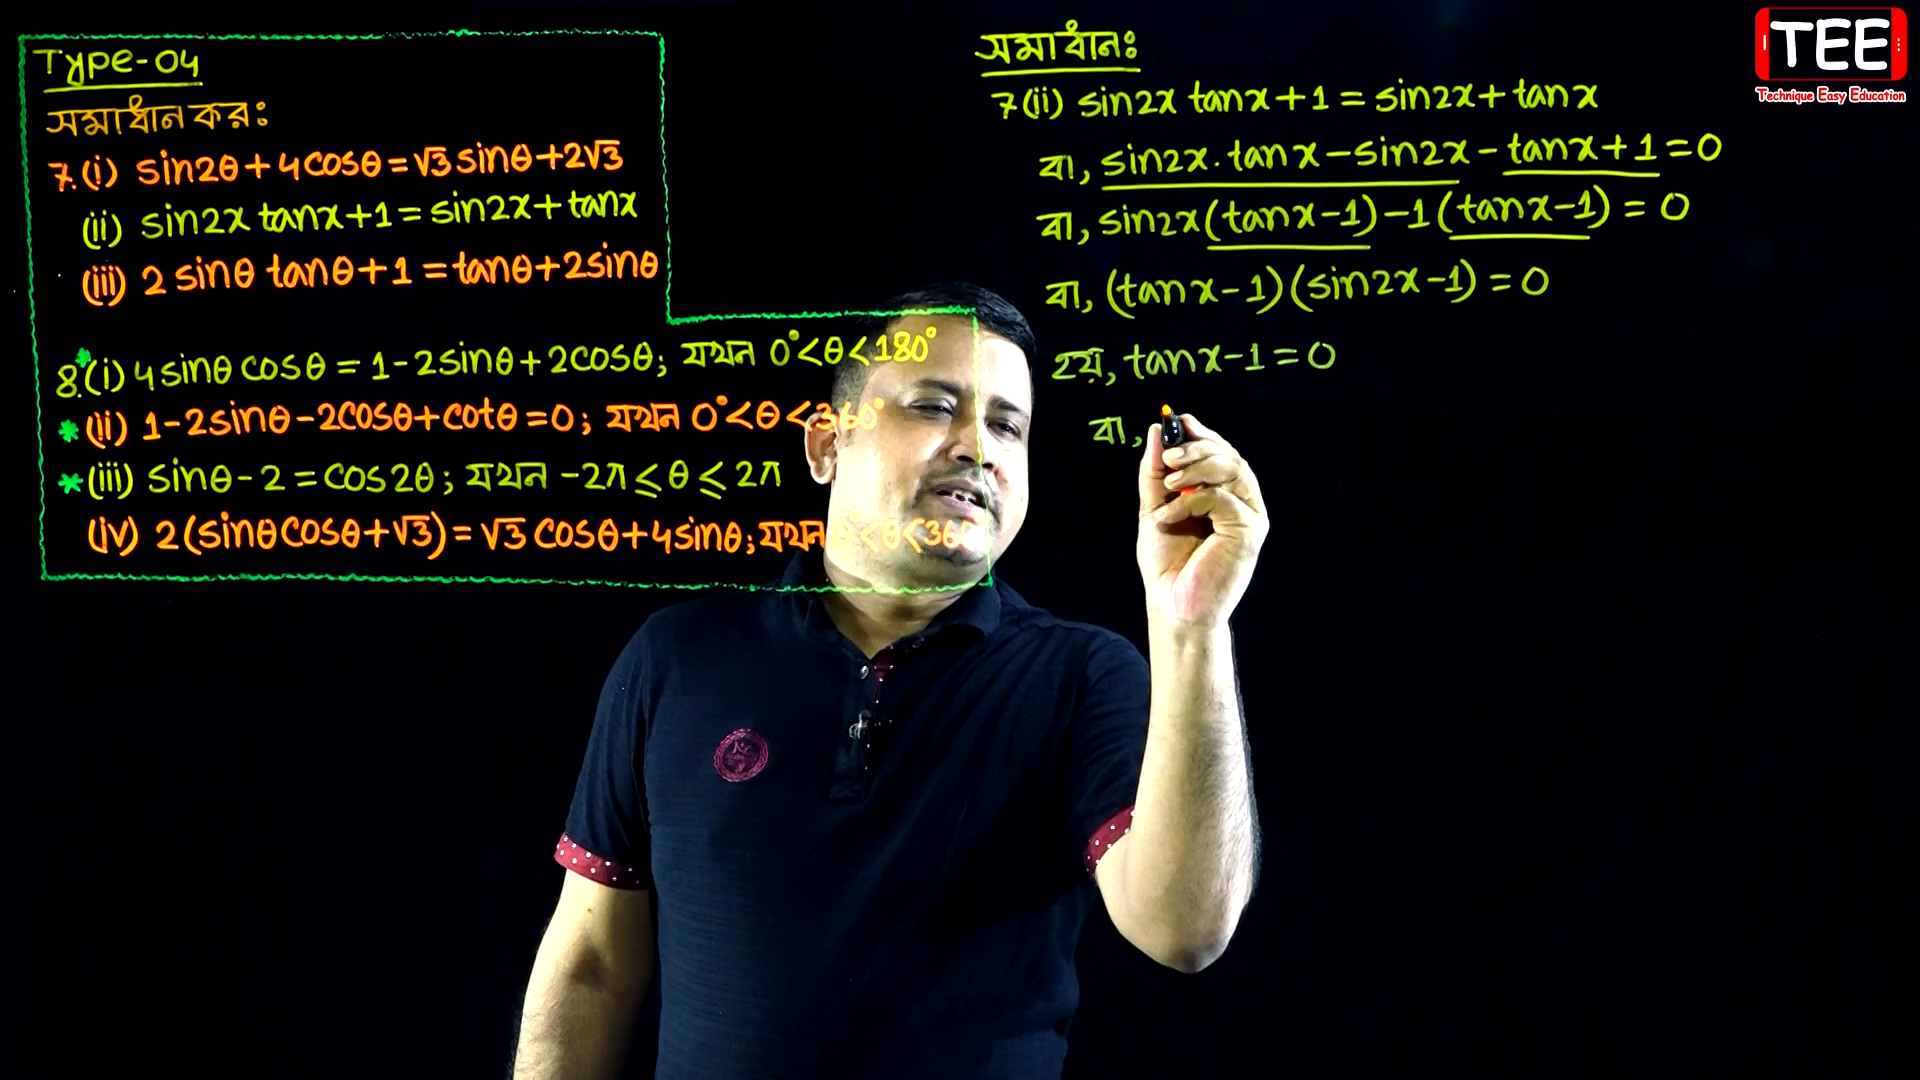 Type-04
সমাধান কর:
7.(i) sin2θ+4cosθ=√3sinθ+2√3
(ii) sin2x tanx+1=sin2x+tanx
(iii) 2 sinθ tanθ+1=tanθ+2sinθ
*8.(i) 4sinθcosθ=1-2sinθ+2cosθ; যখন 0°<θ<180°
*(ii) 1-2sinθ-2cosθ+cotθ=0; যখন 0°<θ<360°
*(iii) sinθ-2=cos2θ; যখন -2π≤θ≤2π
(iv) 2(sinθcosθ+√3)=√3cosθ+4sinθ; যখন <θ<360
সমাধান:
7(ii) sin2x tanx+1=sin2x+tanx
বা, sin2x.tanx-sin2x-tanx+1=0
বা, sin2x(tanx-1)-1(tanx-1)=0
বা, (tanx-1)(sin2x-1)=0
হয়, tanx-1=0
বা,
TEE
Technique Easy Education